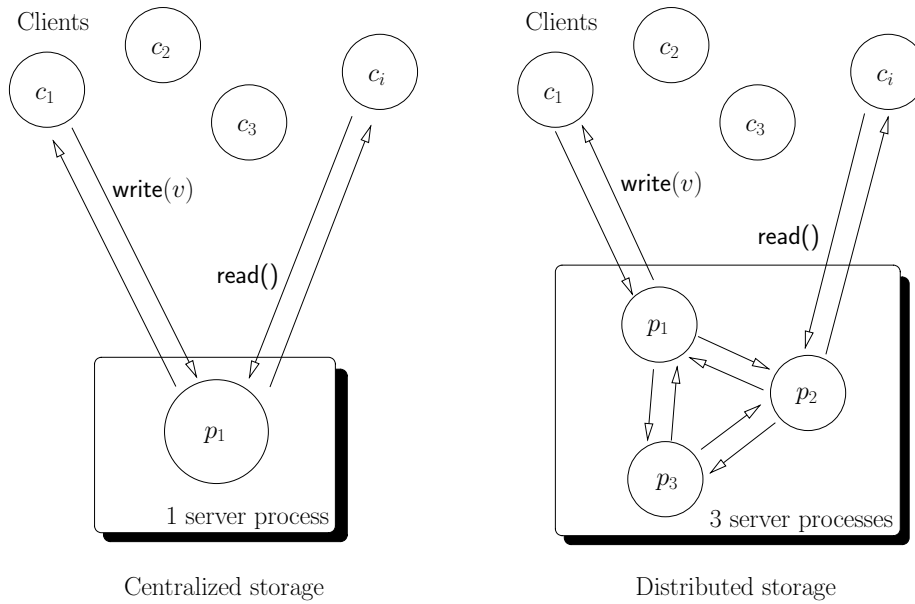 Clients
c₁
c₂
c₃
cᵢ
write(v)
read()
p₁
1 server process
Centralized storage
c₁
c₂
c₃
cᵢ
write(v)
read()
p₁
p₂
p₃
3 server processes
Distributed storage